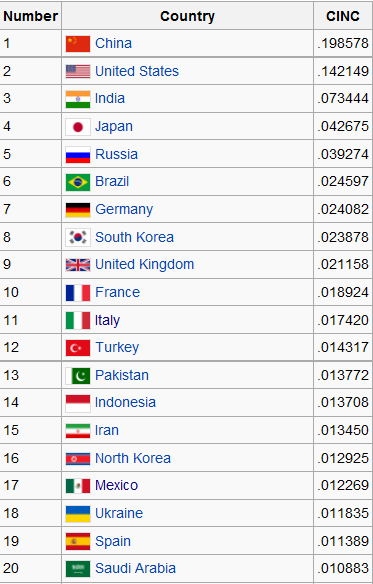 Number Country CINC
1 China .198578
2 United States .142149
3 India .073444
4 Japan .042675
5 Russia .039274
6 Brazil .024597
7 Germany .024082
8 South Korea .023878
9 United Kingdom .021158
10 France .018924
11 Italy .017420
12 Turkey .014317
13 Pakistan .013772
14 Indonesia .013708
15 Iran .013450
16 North Korea .012925
17 Mexico .012269
18 Ukraine .011835
19 Spain .011389
20 Saudi Arabia .010883